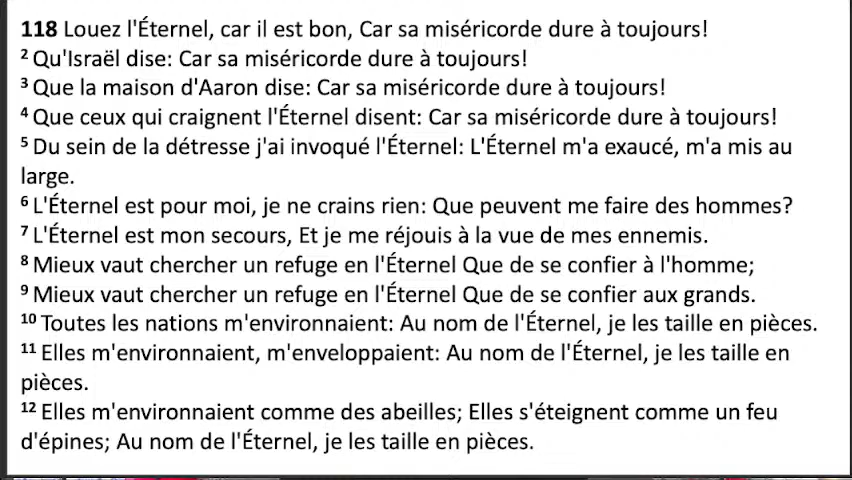 118 Louez l'Éternel, car il est bon, Car sa miséricorde dure à toujours!
2 Qu'Israël dise: Car sa miséricorde dure à toujours!
3 Que la maison d'Aaron dise: Car sa miséricorde dure à toujours!
4 Que ceux qui craignent l'Éternel disent: Car sa miséricorde dure à toujours!
5 Du sein de la détresse j'ai invoqué l'Éternel: L'Éternel m'a exaucé, m'a mis au
large.
6 L'Éternel est pour moi, je ne crains rien: Que peuvent me faire des hommes?
7 L'Éternel est mon secours, Et je me réjouis à la vue de mes ennemis.
8 Mieux vaut chercher un refuge en l'Éternel Que de se confier à l'homme;
9 Mieux vaut chercher un refuge en l'Éternel Que de se confier aux grands.
10 Toutes les nations m'environnaient: Au nom de l'Éternel, je les taille en pièces.
11 Elles m'environnaient, m'enveloppaient: Au nom de l'Éternel, je les taille en
pièces.
12 Elles m'environnaient comme des abeilles; Elles s'éteignent comme un feu
d'épines; Au nom de l'Éternel, je les taille en pièces.